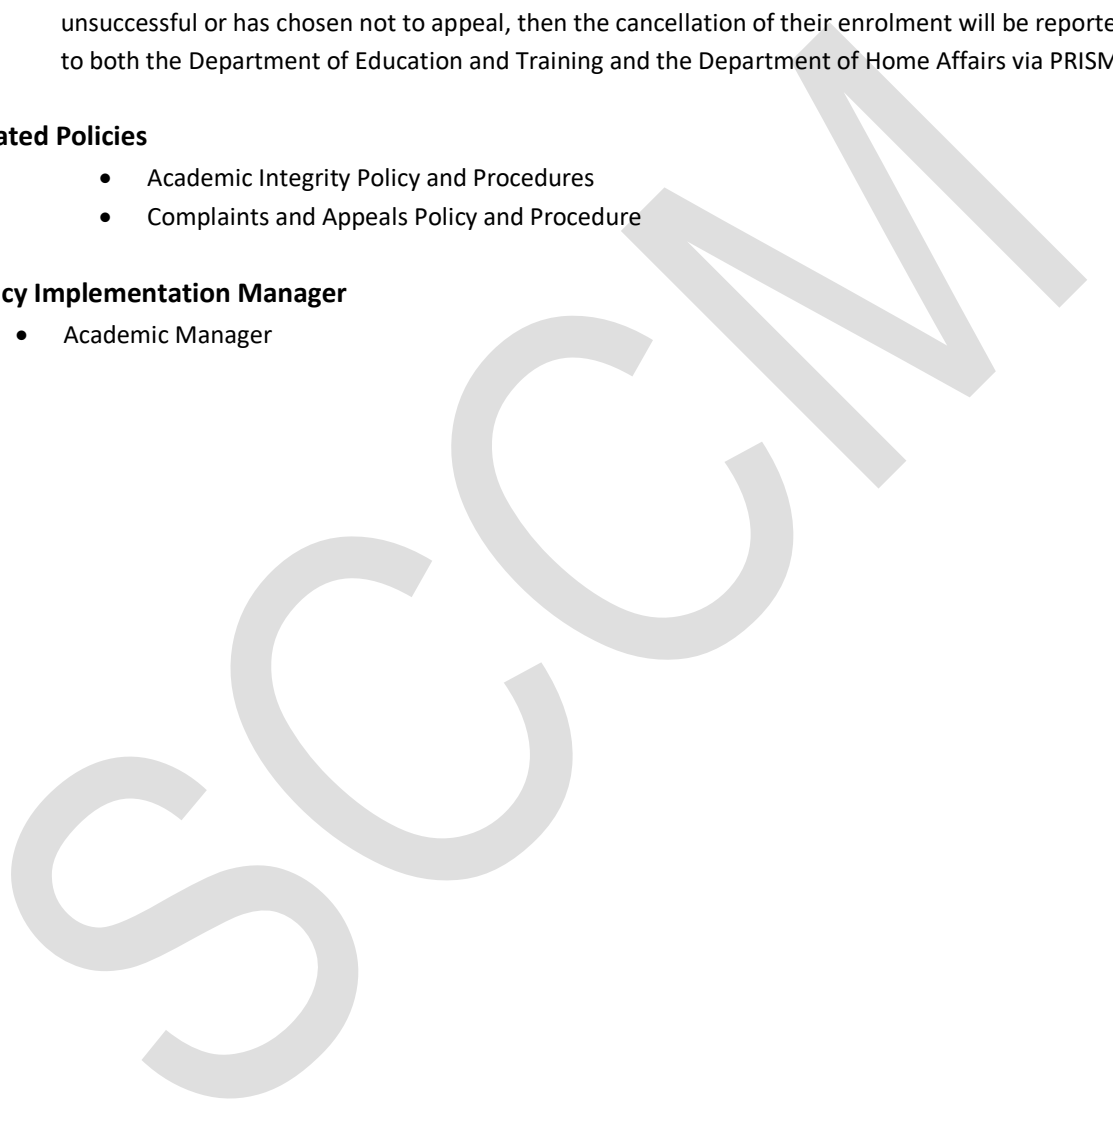 unsuccessful or has chosen not to appeal, then the cancellation of their enrolment will be reporte
to both the Department of Education and Training and the Department of Home Affairs via PRISM
ated Policies
• Academic Integrity Policy and Procedures
• Complaints and Appeals Policy and Procedure
cy Implementation Manager
• Academic Manager
SCCM